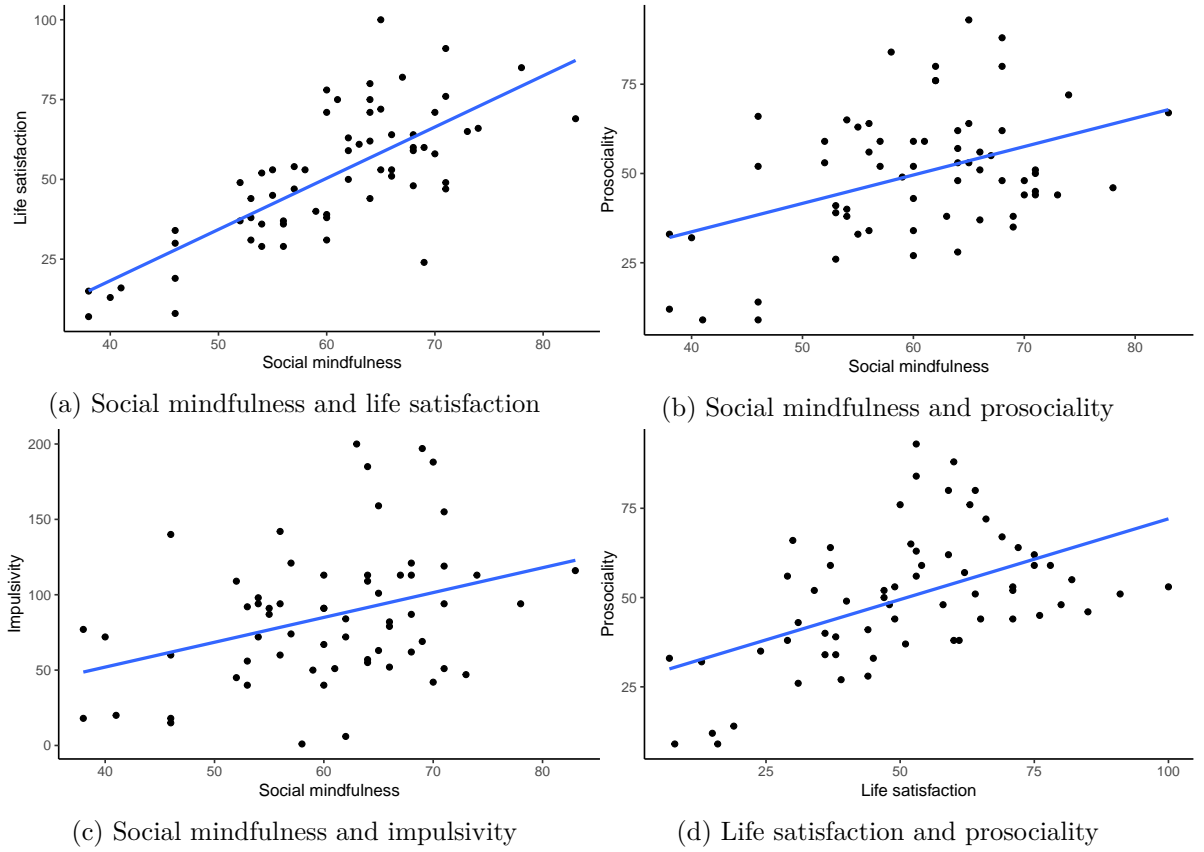 100
75
50
25
Life satisfaction
40 50 60 70 80
Social mindfulness
(a) Social mindfulness and life satisfaction
75
50
25
Prosociality
40 50 60 70 80
Social mindfulness
(b) Social mindfulness and prosociality
200
150
100
50
0
Impulsivity
40 50 60 70 80
Social mindfulness
(c) Social mindfulness and impulsivity
75
50
25
Prosociality
25 50 75 100
Life satisfaction
(d) Life satisfaction and prosociality